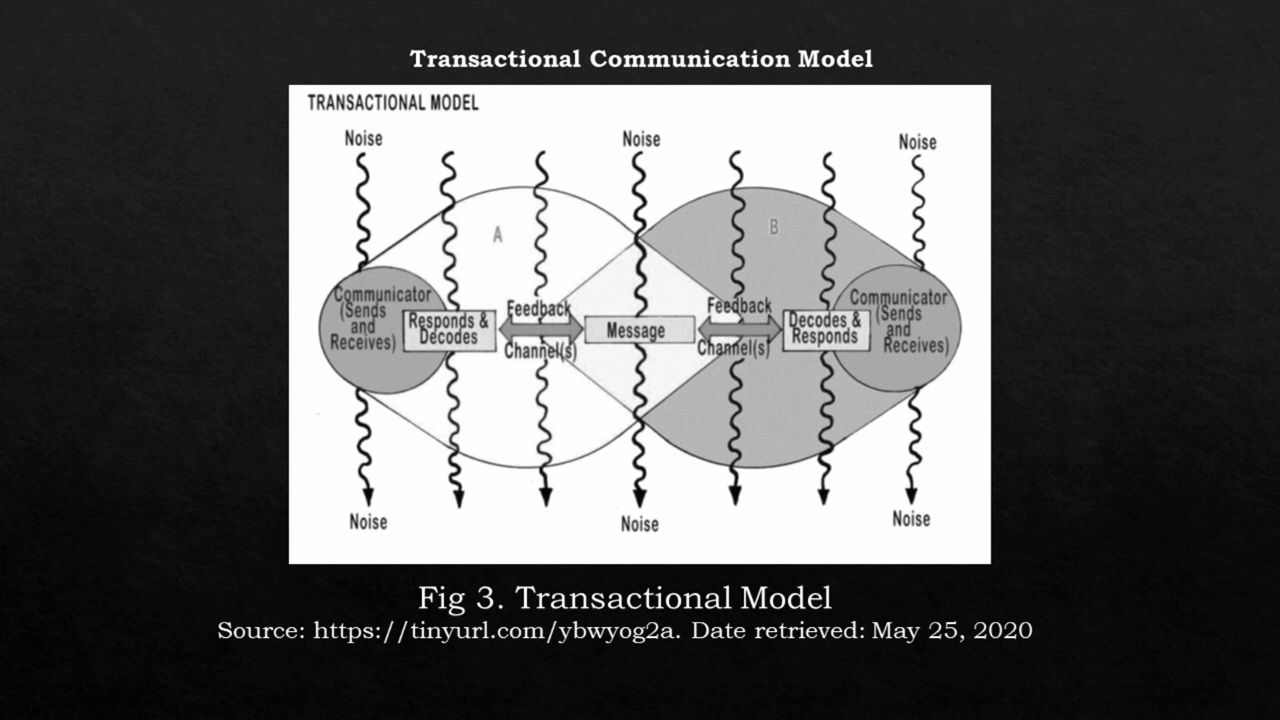 Transactional Communication Model
TRANSACTIONAL MODEL
Noise
Noise
Noise
A
B
Communicator
(Sends
and
Receives)
Responds &
Decodes
Feedback
Channel(s)
Message
Feedback
Channel(s)
Decodes &
Responds
Communicator
(Sends
and
Receives)
Noise
Noise
Noise
Fig 3. Transactional Model
Source: https://tinyurl.com/ybwyog2a. Date retrieved: May 25, 2020